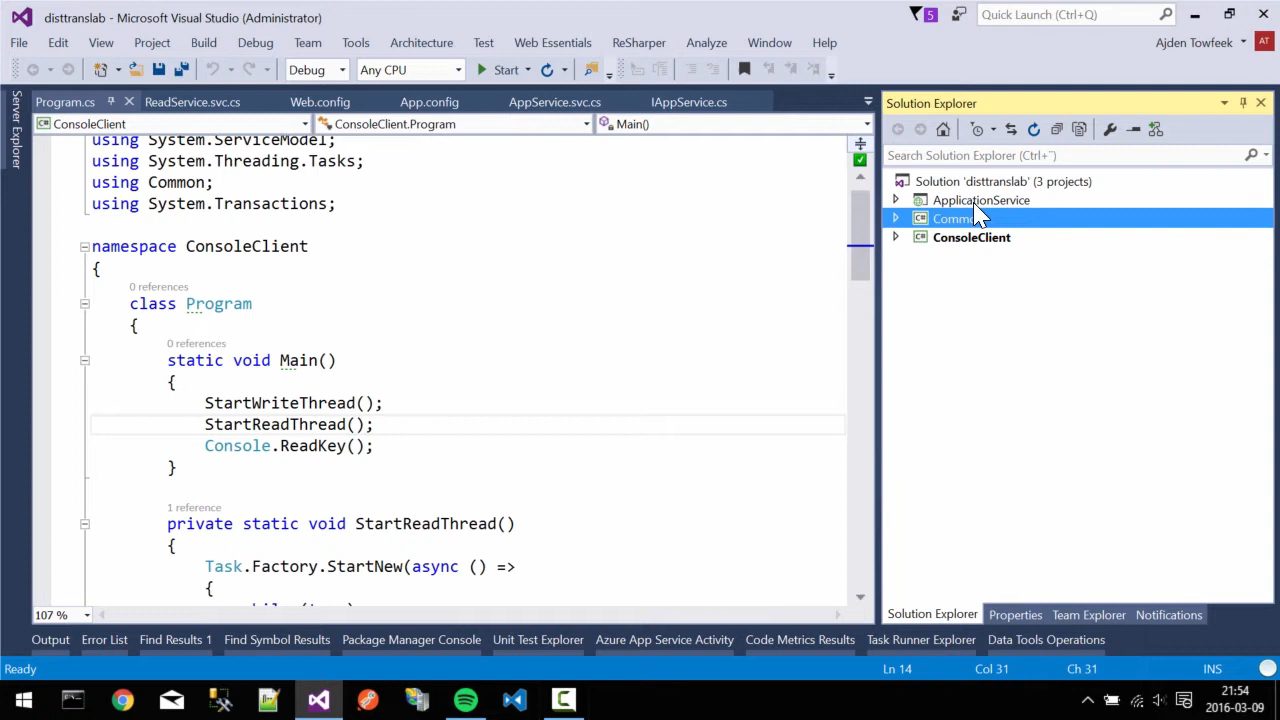 disttranslab - Microsoft Visual Studio (Administrator)
5
Quick Launch (Ctrl+Q)
File Edit View Project Build Debug Team Tools Architecture Test Web Essentials ReSharper Analyze Window Help
Ajden Towfeek
AT
Debug
Any CPU
Start
Server Explorer
Program.cs
ReadService.svc.cs
Web.config
App.config
AppService.svc.cs
IAppService.cs
ConsoleClient
ConsoleClient.Program
Main()
using System.ServiceModel;
using System.Threading.Tasks;
using Common;
using System.Transactions;
namespace ConsoleClient
{
0 references
class Program
{
0 references
static void Main()
{
StartWriteThread();
StartReadThread();
Console.ReadKey();
}
1 reference
private static void StartReadThread()
{
Task.Factory.StartNew(async () =>
{
107 %
Solution Explorer
Search Solution Explorer (Ctrl+¨)
Solution 'disttranslab' (3 projects)
ApplicationService
C# Commo
C# ConsoleClient
Solution Explorer Properties Team Explorer Notifications
Output Error List Find Results 1 Find Symbol Results Package Manager Console Unit Test Explorer Azure App Service Activity Code Metrics Results Task Runner Explorer Data Tools Operations
Ready
Ln 14
Col 31
Ch 31
INS
21:54
2016-03-09